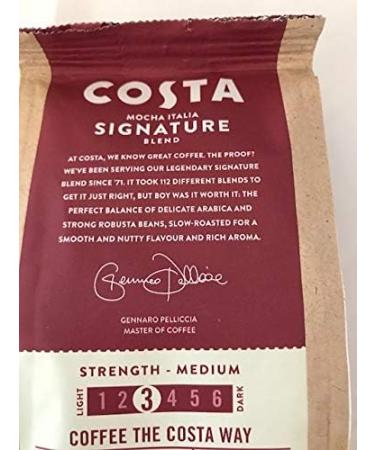 COSTA
MOCHA ITALIA
SIGNATURE
BLEND
AT COSTA, WE KNOW GREAT COFFEE. THE PROOF?
WE'VE BEEN SERVING OUR LEGENDARY SIGNATURE
BLEND SINCE '71. IT TOOK 112 DIFFERENT BLENDS TO
GET IT JUST RIGHT, BUT BOY WAS IT WORTH IT: THE
PERFECT BALANCE OF DELICATE ARABICA AND
STRONG ROBUSTA BEANS, SLOW-ROASTED FOR A
SMOOTH AND NUTTY FLAVOUR AND RICH AROMA.
Gennaro Pelliccia
GENNARO PELLICCIA
MASTER OF COFFEE
STRENGTH - MEDIUM
LIGHT 1 2 3 4 5 6 DARK
COFFEE THE COSTA WAY